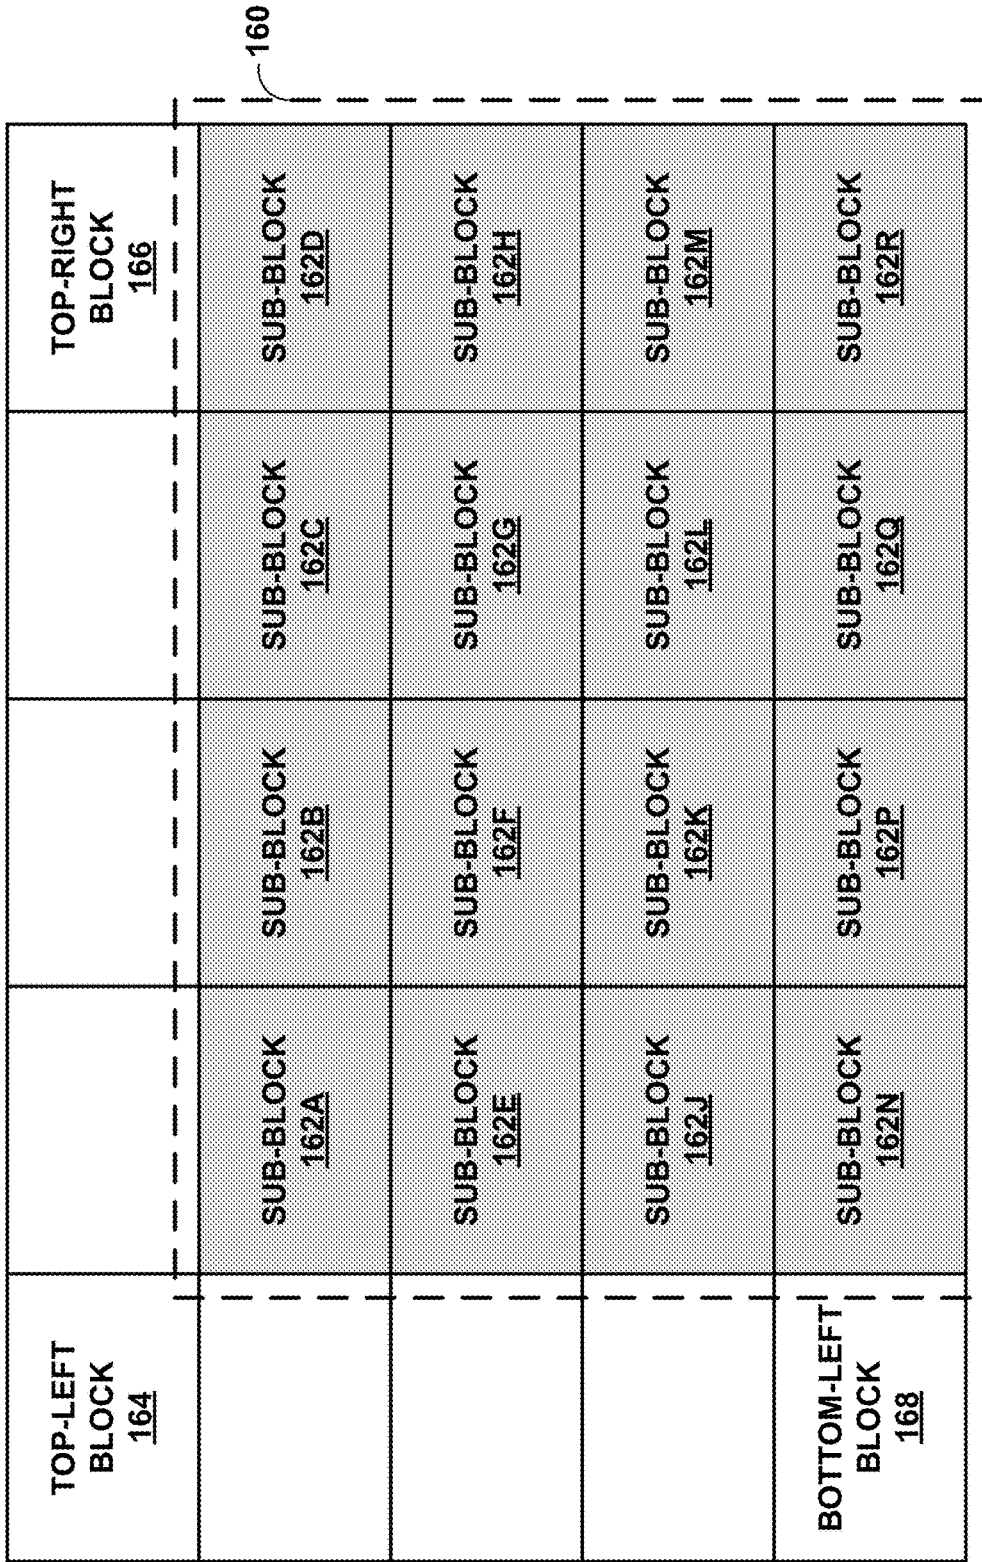 TOP-LEFT
BLOCK
164
TOP-RIGHT
BLOCK
166
SUB-BLOCK
162A
SUB-BLOCK
162B
SUB-BLOCK
162C
SUB-BLOCK
162D
160
SUB-BLOCK
162E
SUB-BLOCK
162F
SUB-BLOCK
162G
SUB-BLOCK
162H
SUB-BLOCK
162J
SUB-BLOCK
162K
SUB-BLOCK
162L
SUB-BLOCK
162M
BOTTOM-LEFT
BLOCK
168
SUB-BLOCK
162N
SUB-BLOCK
162P
SUB-BLOCK
162Q
SUB-BLOCK
162R